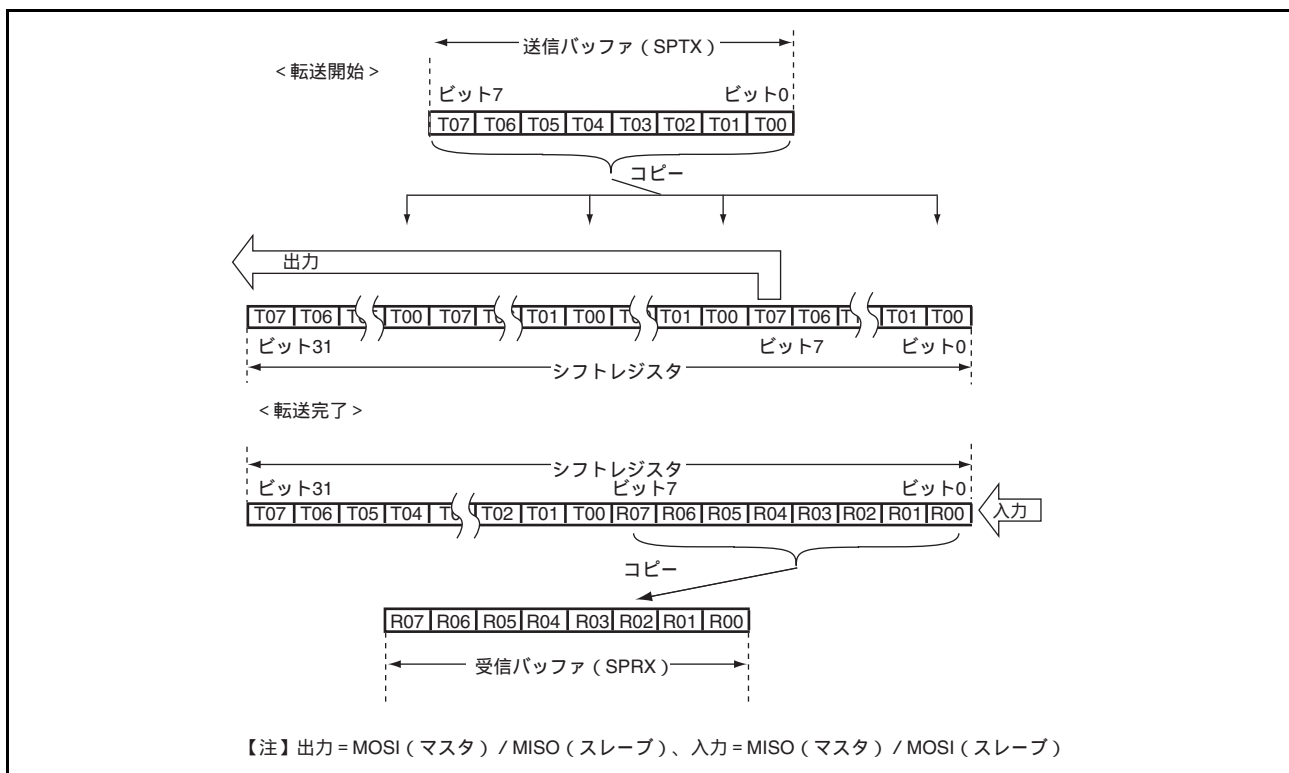 送信バッファ（SPTX）
＜転送開始＞
ビット7 ビット0
T07 T06 T05 T04 T03 T02 T01 T00
コピー
出力
T07 T06 T00 T07 T01 T00 T01 T00 T07 T06 T01 T00
ビット31 ビット7 ビット0
シフトレジスタ
＜転送完了＞
シフトレジスタ
ビット31 ビット7 ビット0
T07 T06 T05 T04 T02 T01 T00 R07 R06 R05 R04 R03 R02 R01 R00
入力
コピー
R07 R06 R05 R04 R03 R02 R01 R00
受信バッファ（SPRX）
【注】出力＝MOSI（マスタ）/ MISO（スレーブ）、入力＝MISO（マスタ）/ MOSI（スレーブ）